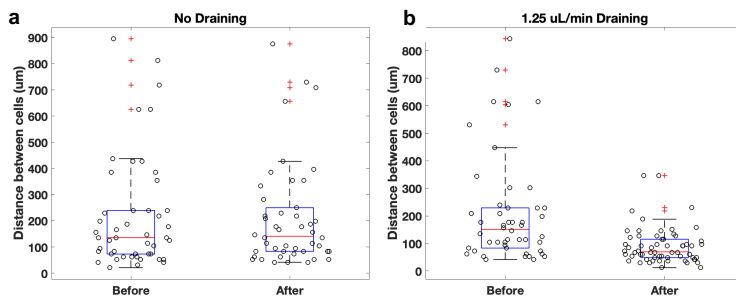 a
No Draining
Distance between cells (um)
900
800
700
600
500
400
300
200
100
0
Before
After
b
1.25 uL/min Draining
Distance between cells (um)
800
700
600
500
400
300
200
100
0
Before
After